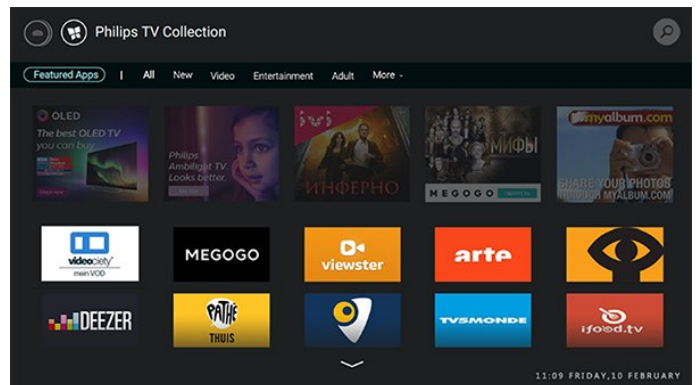 Philips TV Collection
Featured Apps | All New Video Entertainment Adult More
OLED
The best OLED TV
you can buy
Philips
Ambilight TV.
Looks better.
ivi
ИНФЕРНО
МИФЫ
MEGOGO
myalbum.com
SHARE YOUR PHOTOS
THROUGH MYALBUM.COM
videociety
mein VOD
MEGOGO
viewster
arte
DEEZER
PATHÉ
THUIS
TV5MONDE
ifood.tv
11:09 FRIDAY,10 FEBRUARY